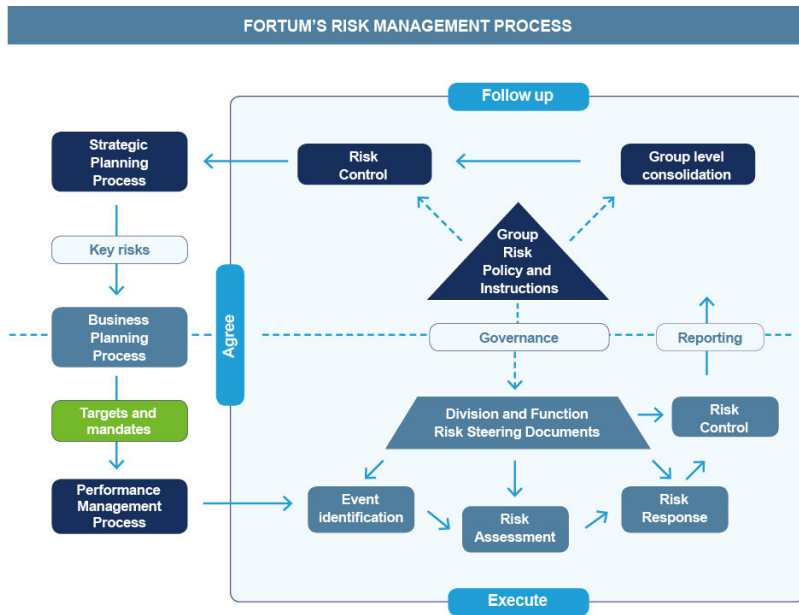 FORTUM'S RISK MANAGEMENT PROCESS
Follow up
Strategic
Planning
Process
Risk
Control
Group level
consolidation
Key risks
Group
Risk
Policy and
Instructions
Agree
Business
Planning
Process
Governance
Reporting
Targets and
mandates
Division and Function
Risk Steering Documents
Risk
Control
Performance
Management
Process
Event
identification
Risk
Assessment
Risk
Response
Execute